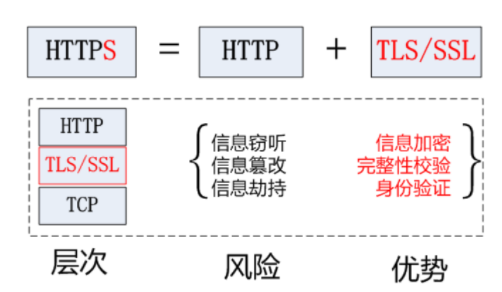 HTTPS = HTTP + TLS/SSL
HTTP
TLS/SSL
TCP
信息窃听
信息篡改
信息劫持
信息加密
完整性校验
身份验证
层次
风险
优势